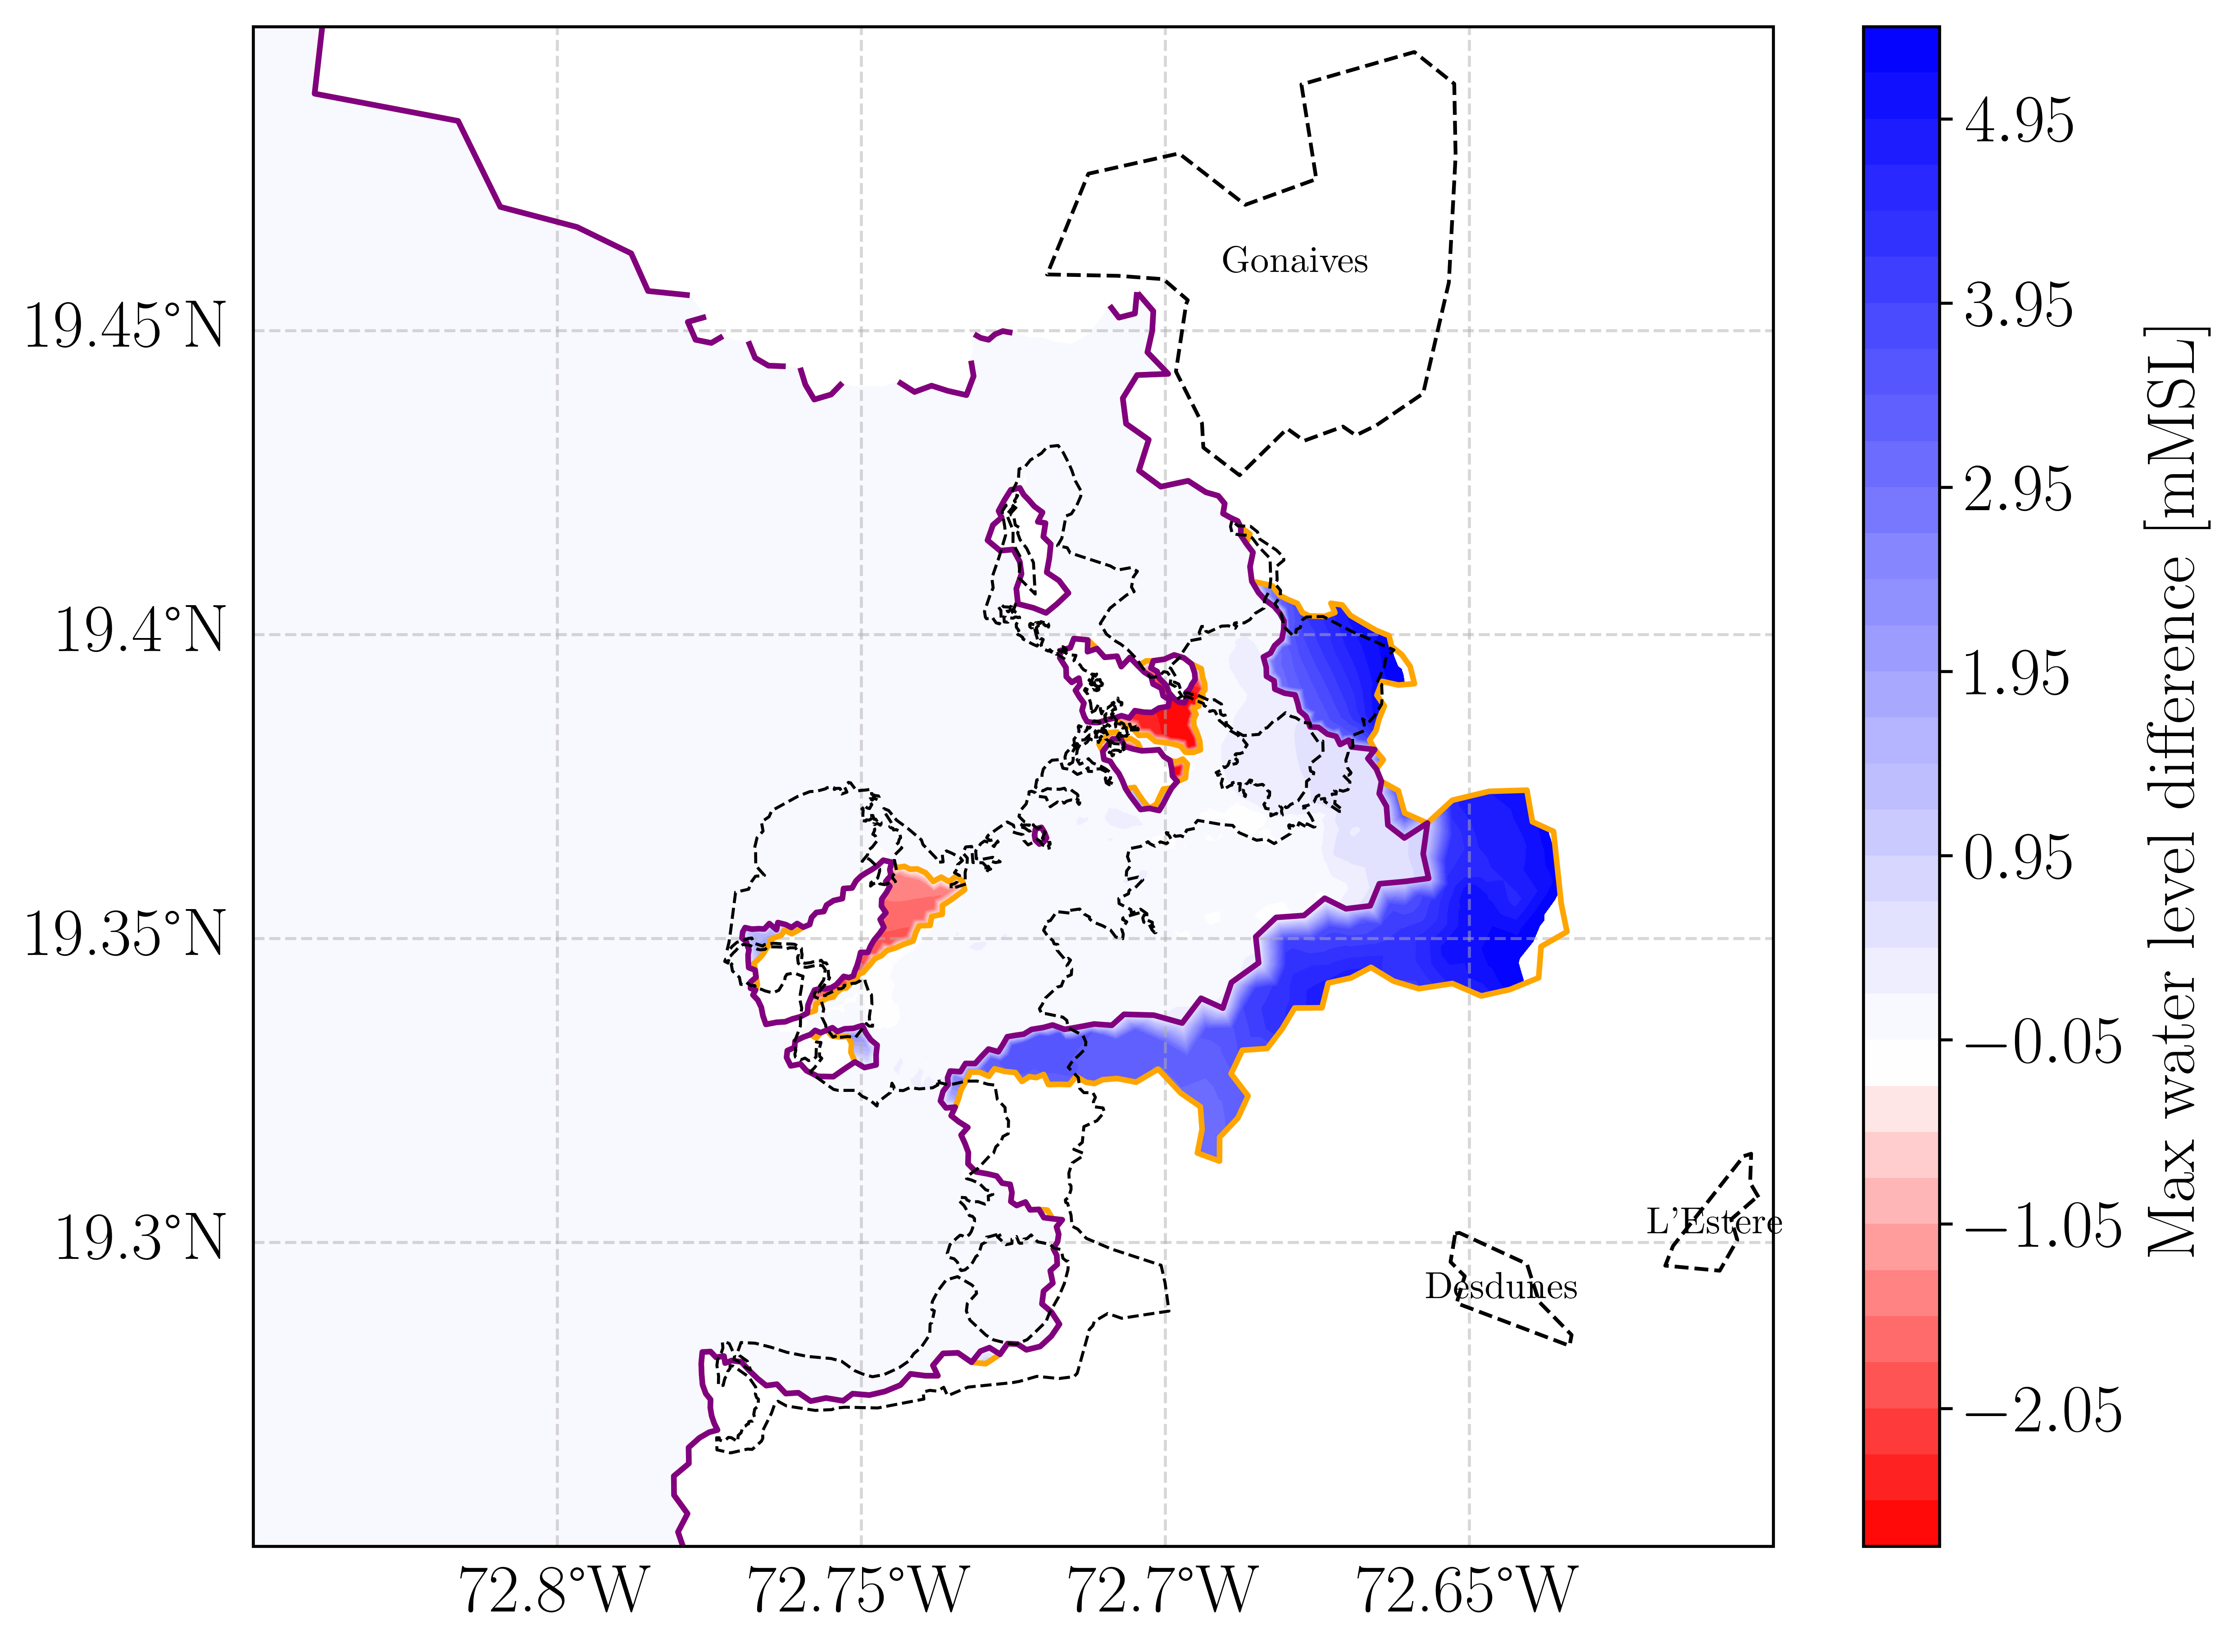 Gonaives
19.45°N
19.4°N
19.35°N
19.3°N
L'Estere
Desdunes
72.8°W
72.75°W
72.7°W
72.65°W
4.95
3.95
2.95
1.95
0.95
−0.05
−1.05
−2.05
Max water level difference [mMSL]